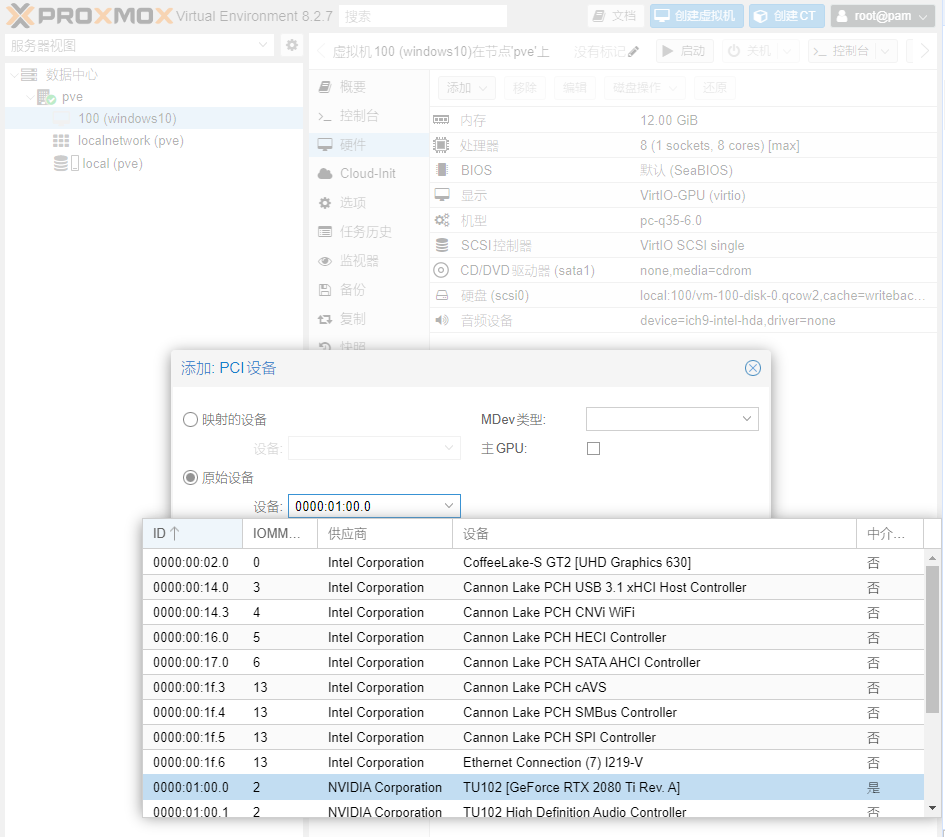 PROXMOX Virtual Environment 8.2.7 搜索 文档 创建虚拟机 创建CT root@pam
服务器视图
数据中心
pve
100 (windows10)
localnetwork (pve)
local (pve)
虚拟机 100 (windows10)在节点'pve'上 没有标记 启动 关机 控制台
概要
控制台
硬件
Cloud-Init
选项
任务历史
监视器
备份
复制
快照
添加 移除 编辑 磁盘操作 还原
内存 12.00 GiB
处理器 8 (1 sockets, 8 cores) [max]
BIOS 默认 (SeaBIOS)
显示 VirtIO-GPU (virtio)
机型 pc-q35-6.0
SCSI控制器 VirtIO SCSI single
CD/DVD驱动器 (sata1) none,media=cdrom
硬盘 (scsi0) local:100/vm-100-disk-0.qcow2,cache=writebac...
音频设备 device=ich9-intel-hda,driver=none
添加: PCI设备
映射的设备 MDev类型:
设备: 主GPU:
原始设备
设备: 0000:01:00.0
ID IOMM... 供应商 设备 中介...
0000:00:02.0 0 Intel Corporation CoffeeLake-S GT2 [UHD Graphics 630] 否
0000:00:14.0 3 Intel Corporation Cannon Lake PCH USB 3.1 xHCI Host Controller 否
0000:00:14.3 4 Intel Corporation Cannon Lake PCH CNVi WiFi 否
0000:00:16.0 5 Intel Corporation Cannon Lake PCH HECI Controller 否
0000:00:17.0 6 Intel Corporation Cannon Lake PCH SATA AHCI Controller 否
0000:00:1f.3 13 Intel Corporation Cannon Lake PCH cAVS 否
0000:00:1f.4 13 Intel Corporation Cannon Lake PCH SMBus Controller 否
0000:00:1f.5 13 Intel Corporation Cannon Lake PCH SPI Controller 否
0000:00:1f.6 13 Intel Corporation Ethernet Connection (7) I219-V 否
0000:01:00.0 2 NVIDIA Corporation TU102 [GeForce RTX 2080 Ti Rev. A] 是
0000:01:00.1 2 NVIDIA Corporation TU102 High Definition Audio Controller 否